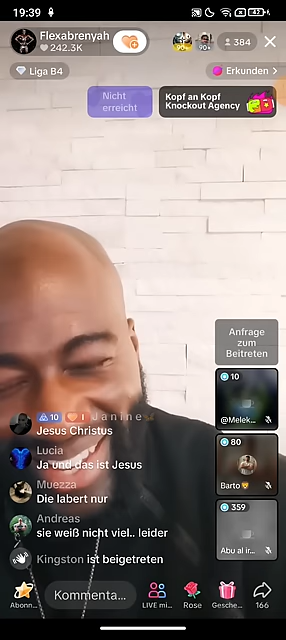 19:39
42
Flexabrenyah
242.3K
90+
90+
384
Liga B4
Erkunden
Nicht
erreicht
Kopf an Kopf
Knockout Agency
Anfrage
zum
Beitreten
10
@Melek...
80
Barto
359
Abu al ir...
10
I
Janine
Jesus Christus
Lucia
Ja und das ist Jesus
Muezza
Die labert nur
Andreas
sie weiß nicht viel.. leider
Kingston ist beigetreten
Abonn...
Kommenta...
LIVE mi...
Rose
Gesche...
166